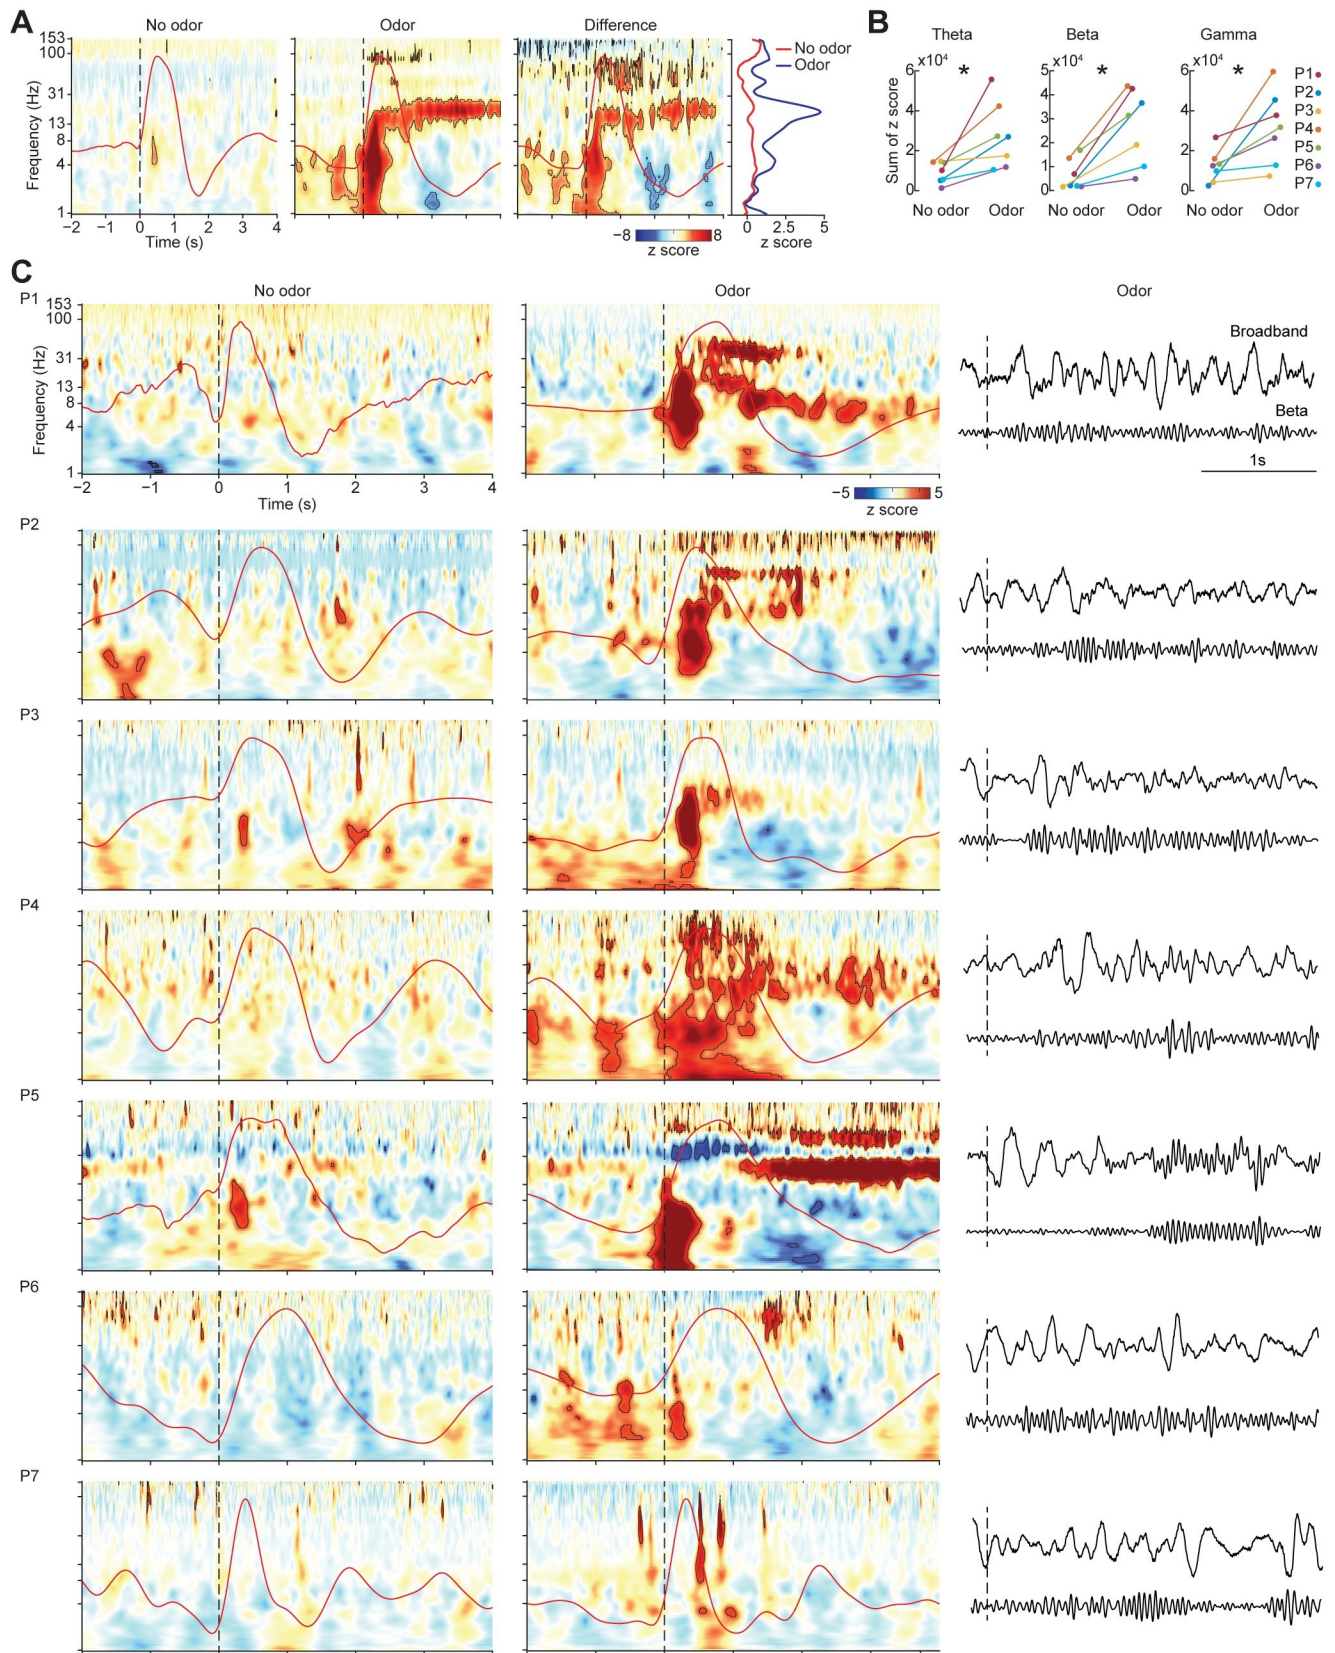 A
No odor
Odor
Difference
153
100
31
13
8
4
1
Frequency (Hz)
−2 −1 0 1 2 3 4
Time (s)
−8 8
z score
No odor
Odor
0 2.5 5
z score
B
Theta
Beta
Gamma
x10⁴
x10⁴
x10⁴
*
*
*
6
4
2
0
5
4
3
2
1
0
6
4
2
0
Sum of z score
No odor Odor
No odor Odor
No odor Odor
P1
P2
P3
P4
P5
P6
P7
C
No odor
Odor
Odor
P1
153
100
31
13
8
4
1
Frequency (Hz)
−2 −1 0 1 2 3 4
Time (s)
−5 5
z score
Broadband
Beta
1s
P2
P3
P4
P5
P6
P7